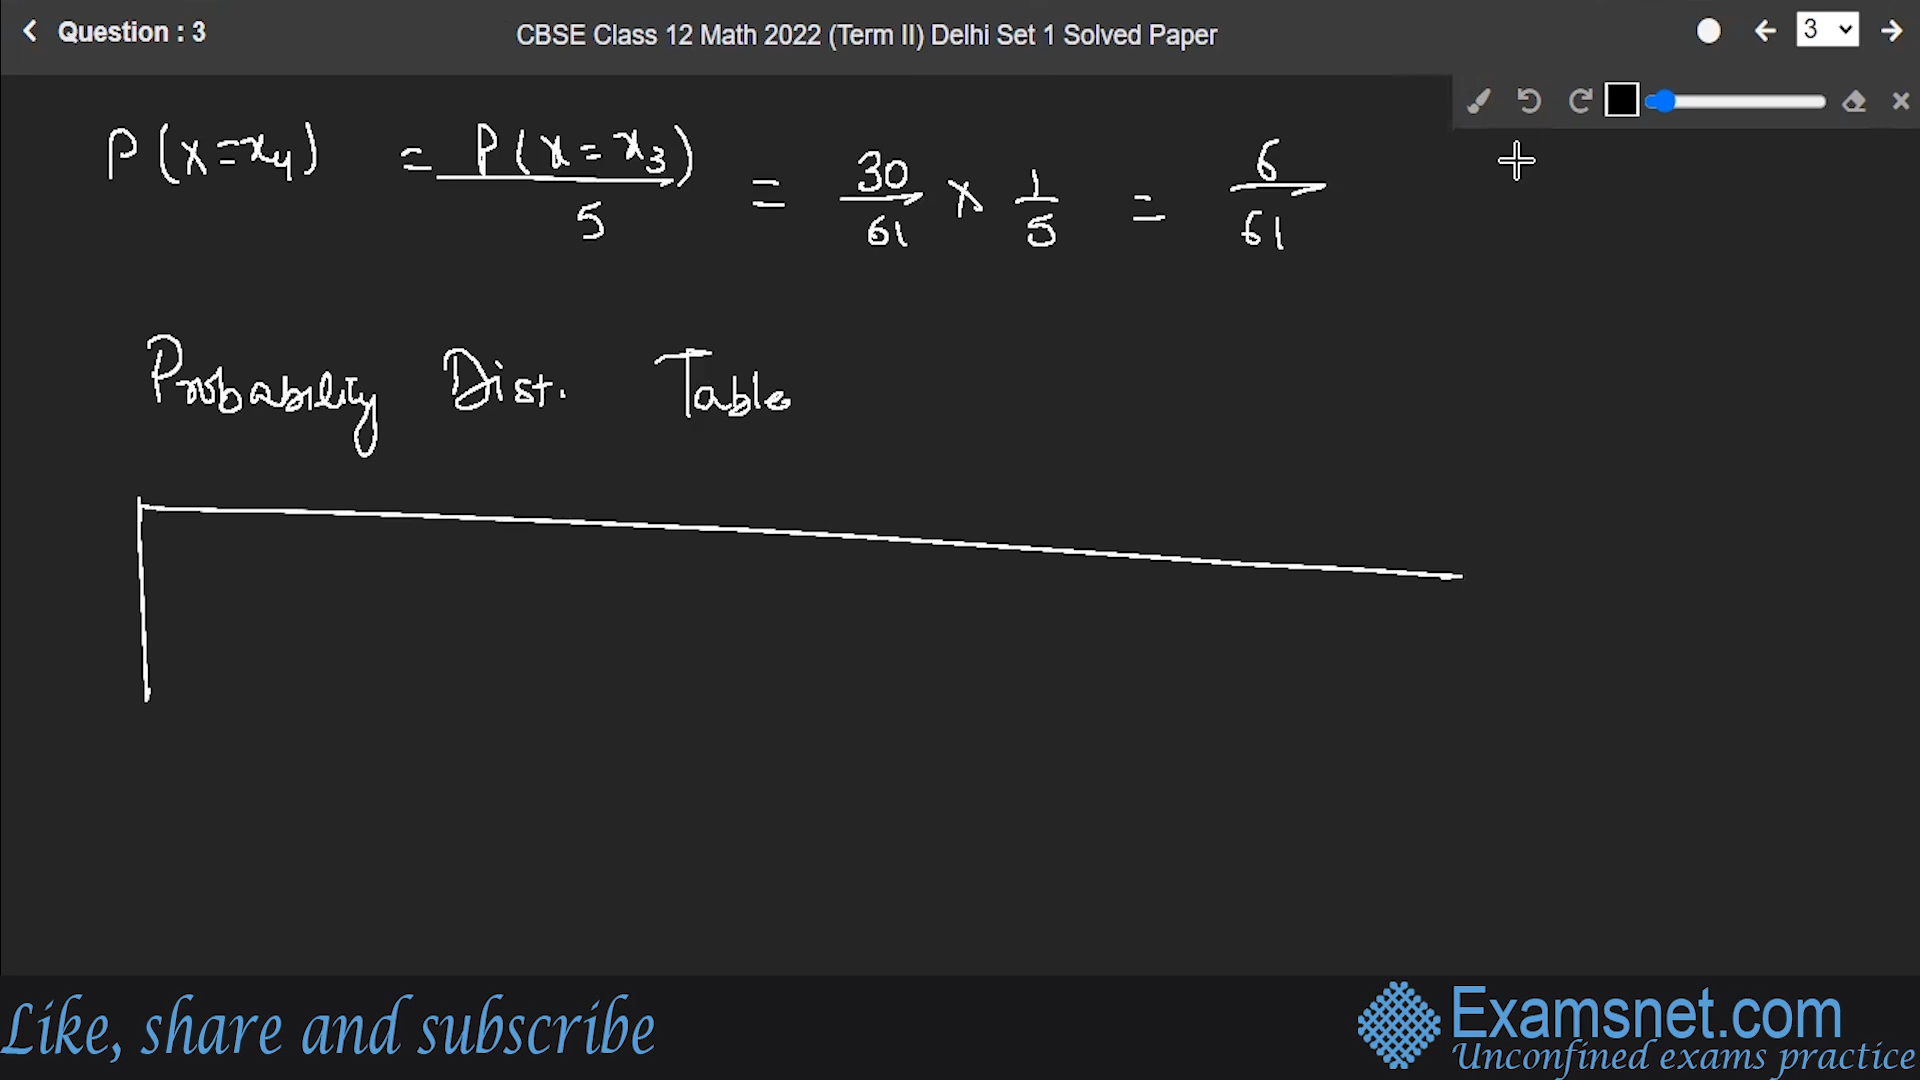 Question : 3
CBSE Class 12 Math 2022 (Term II) Delhi Set 1 Solved Paper
3
P(X=x4) = P(X=x3)/5 = 30/61 × 1/5 = 6/61
Probability Dist. Table
Like, share and subscribe
Examsnet.com
Unconfined exams practice